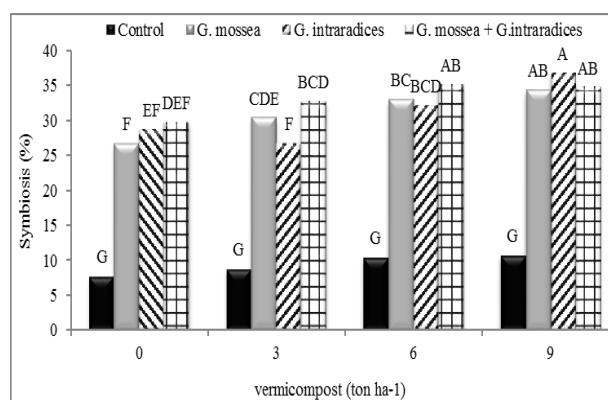 Control G. mossea G. intraradices G. mossea + G.intraradices
40
35
30
25
20
15
10
5
0
Symbiosis (%)
G F EF DEF
G CDE F BCD
G BC BCD AB
G AB A AB
0 3 6 9
vermicompost (ton ha-1)